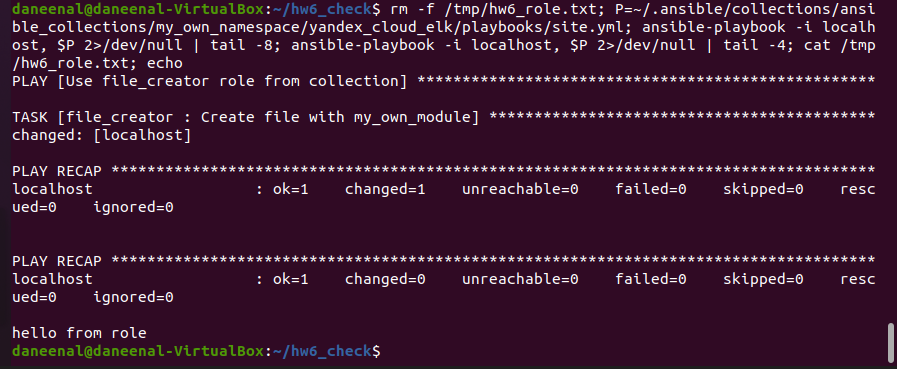 daneenal@daneenal-VirtualBox:~/hw6_check$ rm -f /tmp/hw6_role.txt; P=~/.ansible/collections/ansi
ble_collections/my_own_namespace/yandex_cloud_elk/playbooks/site.yml; ansible-playbook -i localh
ost, $P 2>/dev/null | tail -8; ansible-playbook -i localhost, $P 2>/dev/null | tail -4; cat /tmp
/hw6_role.txt; echo
PLAY [Use file_creator role from collection] ***************************************************
TASK [file_creator : Create file with my_own_module] *******************************************
changed: [localhost]
PLAY RECAP *************************************************************************************
localhost                  : ok=1    changed=1    unreachable=0    failed=0    skipped=0    resc
ued=0    ignored=0
PLAY RECAP *************************************************************************************
localhost                  : ok=1    changed=0    unreachable=0    failed=0    skipped=0    resc
ued=0    ignored=0
hello from role
daneenal@daneenal-VirtualBox:~/hw6_check$